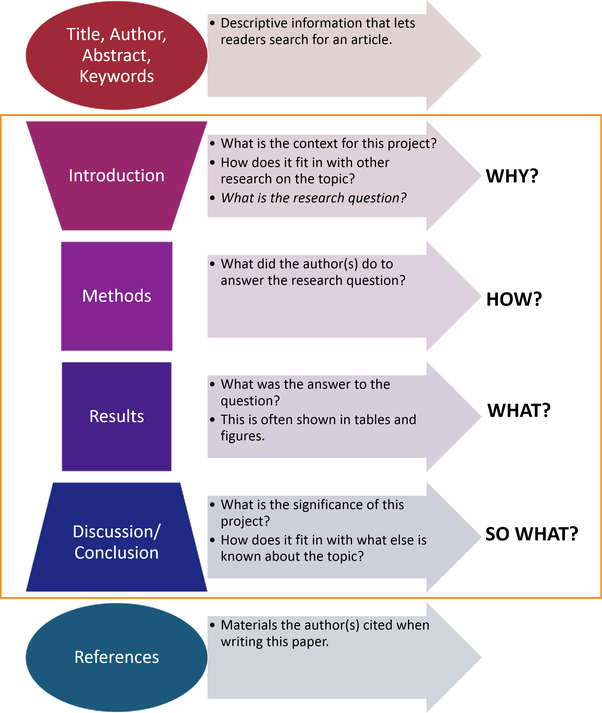 Title, Author,
Abstract,
Keywords
• Descriptive information that lets
readers search for an article.
Introduction
• What is the context for this project?
• How does it fit in with other
research on the topic?
• What is the research question?
WHY?
Methods
• What did the author(s) do to
answer the research question?
HOW?
Results
• What was the answer to the
question?
• This is often shown in tables and
figures.
WHAT?
Discussion/
Conclusion
• What is the significance of this
project?
• How does it fit in with what else is
known about the topic?
SO WHAT?
References
• Materials the author(s) cited when
writing this paper.